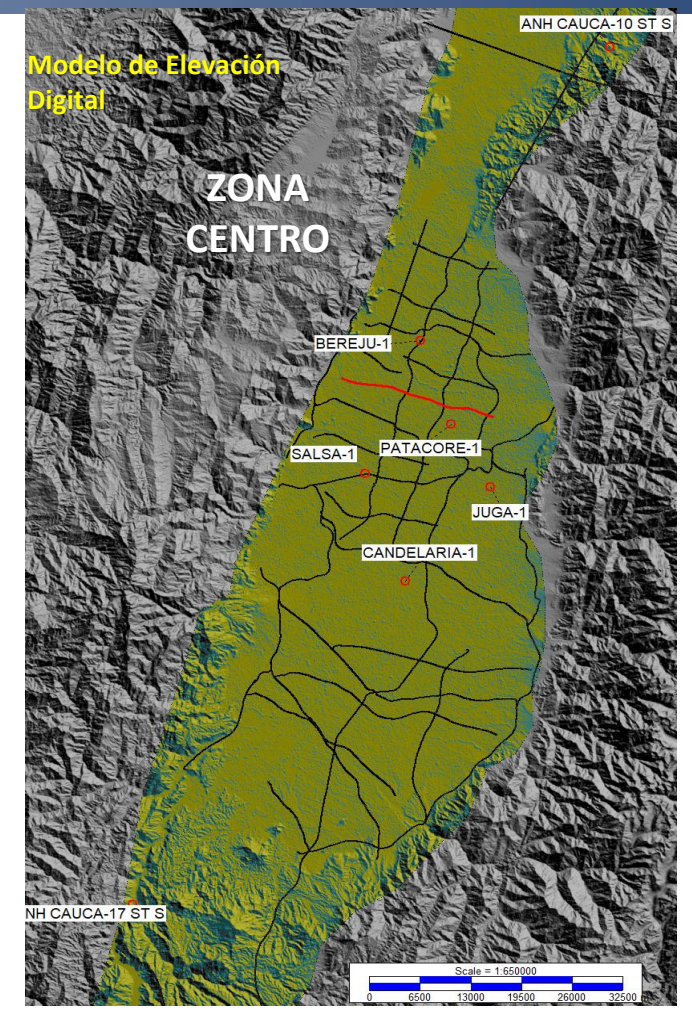 ANH CAUCA-10 ST S
Modelo de Elevación
Digital
ZONA
CENTRO
BEREJU-1
PATACORE-1
SALSA-1
JUGA-1
CANDELARIA-1
NH CAUCA-17 ST S
Scale = 1:650000
0 6500 13000 19500 26000 32500